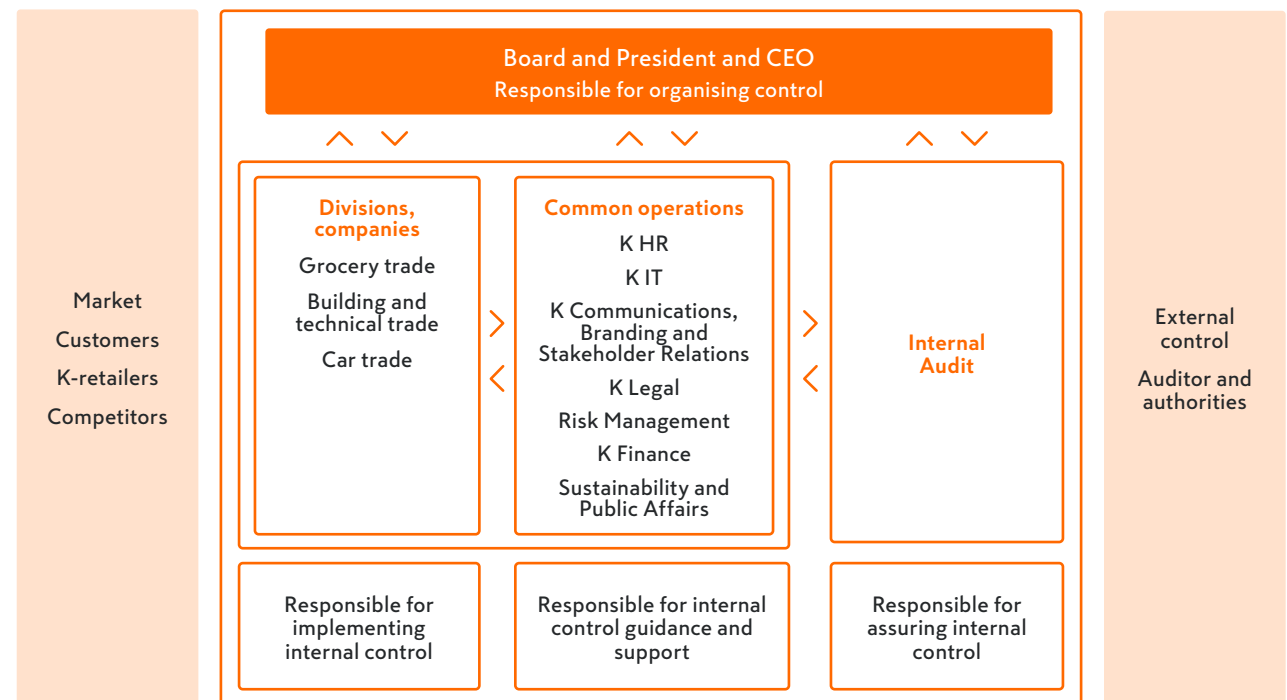 Board and President and CEO
Responsible for organising control
Market
Customers
K-retailers
Competitors
Divisions,
companies
Grocery trade
Building and
technical trade
Car trade
Common operations
K HR
K IT
K Communications,
Branding and
Stakeholder Relations
K Legal
Risk Management
K Finance
Sustainability and
Public Affairs
Internal
Audit
External
control
Auditor and
authorities
Responsible for
implementing
internal control
Responsible for internal
control guidance and
support
Responsible for
assuring internal
control